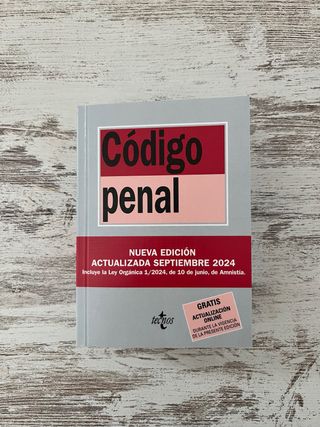 Código
penal
NUEVA EDICIÓN
ACTUALIZADA SEPTIEMBRE 2024
Incluye la Ley Orgánica 1/2024, de 10 de junio, de Amnistía.
GRATIS
ACTUALIZACIÓN
ONLINE
DURANTE LA VIGENCIA
DE LA PRESENTE EDICIÓN
tecnos